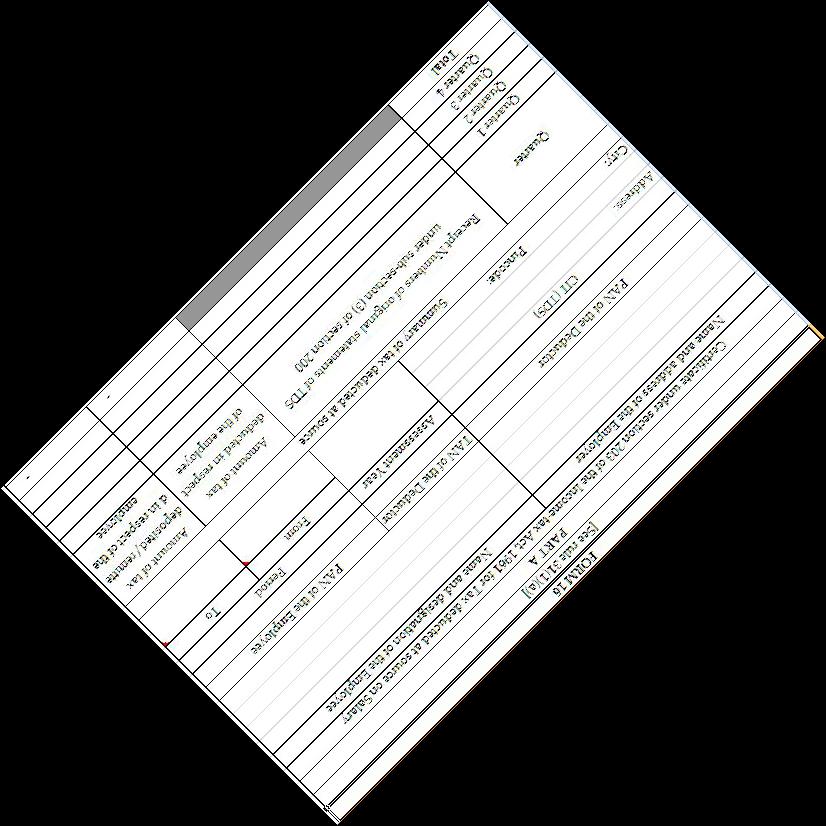 FORM 16
[See rule 31(1)(a)]
PART A
Certificate under section 203 of the Income-tax Act, 1961 for Tax deducted at source on Salary
Name and address of the Employer
Name and designation of the Employee
PAN of the Deductor
TAN of the Deductor
PAN of the Employee
CIT (TDS)
Assessment Year
Period
Address:
City:
Pincode:
From
To
Summary of tax deducted at source
Quarter
Receipt Numbers of original statements of TDS
under sub-section (3) of section 200
Amount of tax
deducted in respect
of the employee
Amount of tax
deposited/remitte
d in respect of the
employee
Quarter 1
Quarter 2
Quarter 3
Quarter 4
Total
-
-